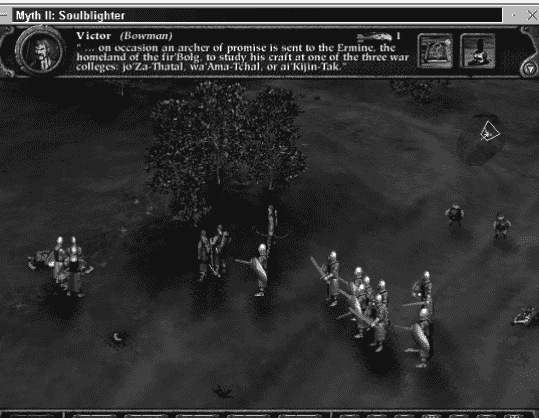 Myth II: Soulblighter
Victor (Bowman)
1
"... on occasion an archer of promise is sent to the Ermine, the
homeland of the fir'Bolg, to study his craft at one of the three war
colleges: jo'Za-Thatal, wa'Ama-Tchal, or ai'Kijin-Tak."